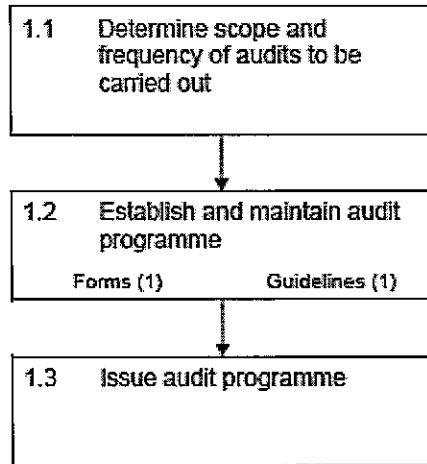 1.1 Determine scope and
frequency of audits to be
carried out
1.2 Establish and maintain audit
programme
Forms (1) Guidelines (1)
1.3 Issue audit programme